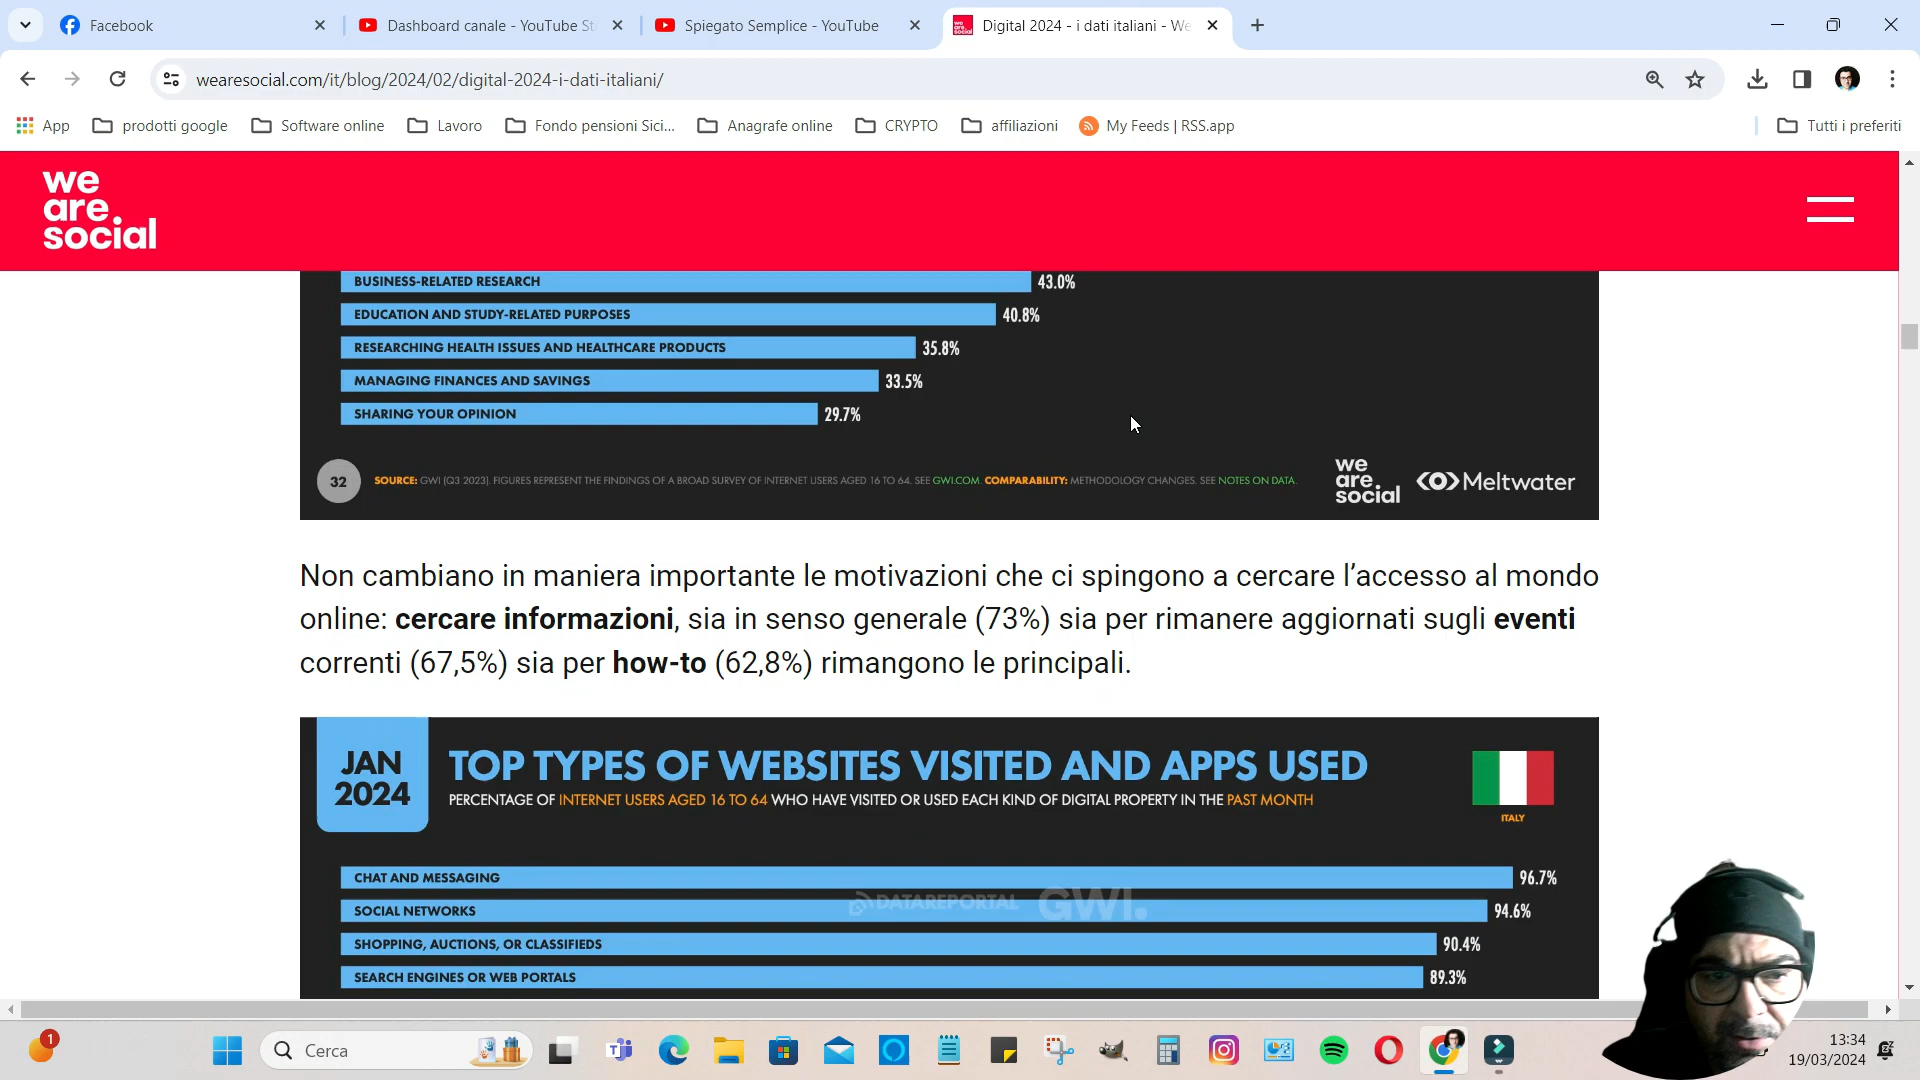 Facebook
Dashboard canale - YouTube St
Spiegato Semplice - YouTube
Digital 2024 - i dati italiani - We
wearesocial.com/it/blog/2024/02/digital-2024-i-dati-italiani/
App
prodotti google
Software online
Lavoro
Fondo pensioni Sici...
Anagrafe online
CRYPTO
affiliazioni
My Feeds | RSS.app
Tutti i preferiti
we
are
social
BUSINESS-RELATED RESEARCH 43.0%
EDUCATION AND STUDY-RELATED PURPOSES 40.8%
RESEARCHING HEALTH ISSUES AND HEALTHCARE PRODUCTS 35.8%
MANAGING FINANCES AND SAVINGS 33.5%
SHARING YOUR OPINION 29.7%
32
SOURCE: GWI (Q3 2023). FIGURES REPRESENT THE FINDINGS OF A BROAD SURVEY OF INTERNET USERS AGED 16 TO 64. SEE GWI.COM. COMPARABILITY: METHODOLOGY CHANGES. SEE NOTES ON DATA.
we
are
social
Meltwater
Non cambiano in maniera importante le motivazioni che ci spingono a cercare l’accesso al mondo
online: cercare informazioni, sia in senso generale (73%) sia per rimanere aggiornati sugli eventi
correnti (67,5%) sia per how-to (62,8%) rimangono le principali.
JAN
2024
TOP TYPES OF WEBSITES VISITED AND APPS USED
PERCENTAGE OF INTERNET USERS AGED 16 TO 64 WHO HAVE VISITED OR USED EACH KIND OF DIGITAL PROPERTY IN THE PAST MONTH
ITALY
CHAT AND MESSAGING 96.7%
DATAREPORTAL GWI.
SOCIAL NETWORKS 94.6%
SHOPPING, AUCTIONS, OR CLASSIFIEDS 90.4%
SEARCH ENGINES OR WEB PORTALS 89.3%
1
Cerca
13:34
19/03/2024